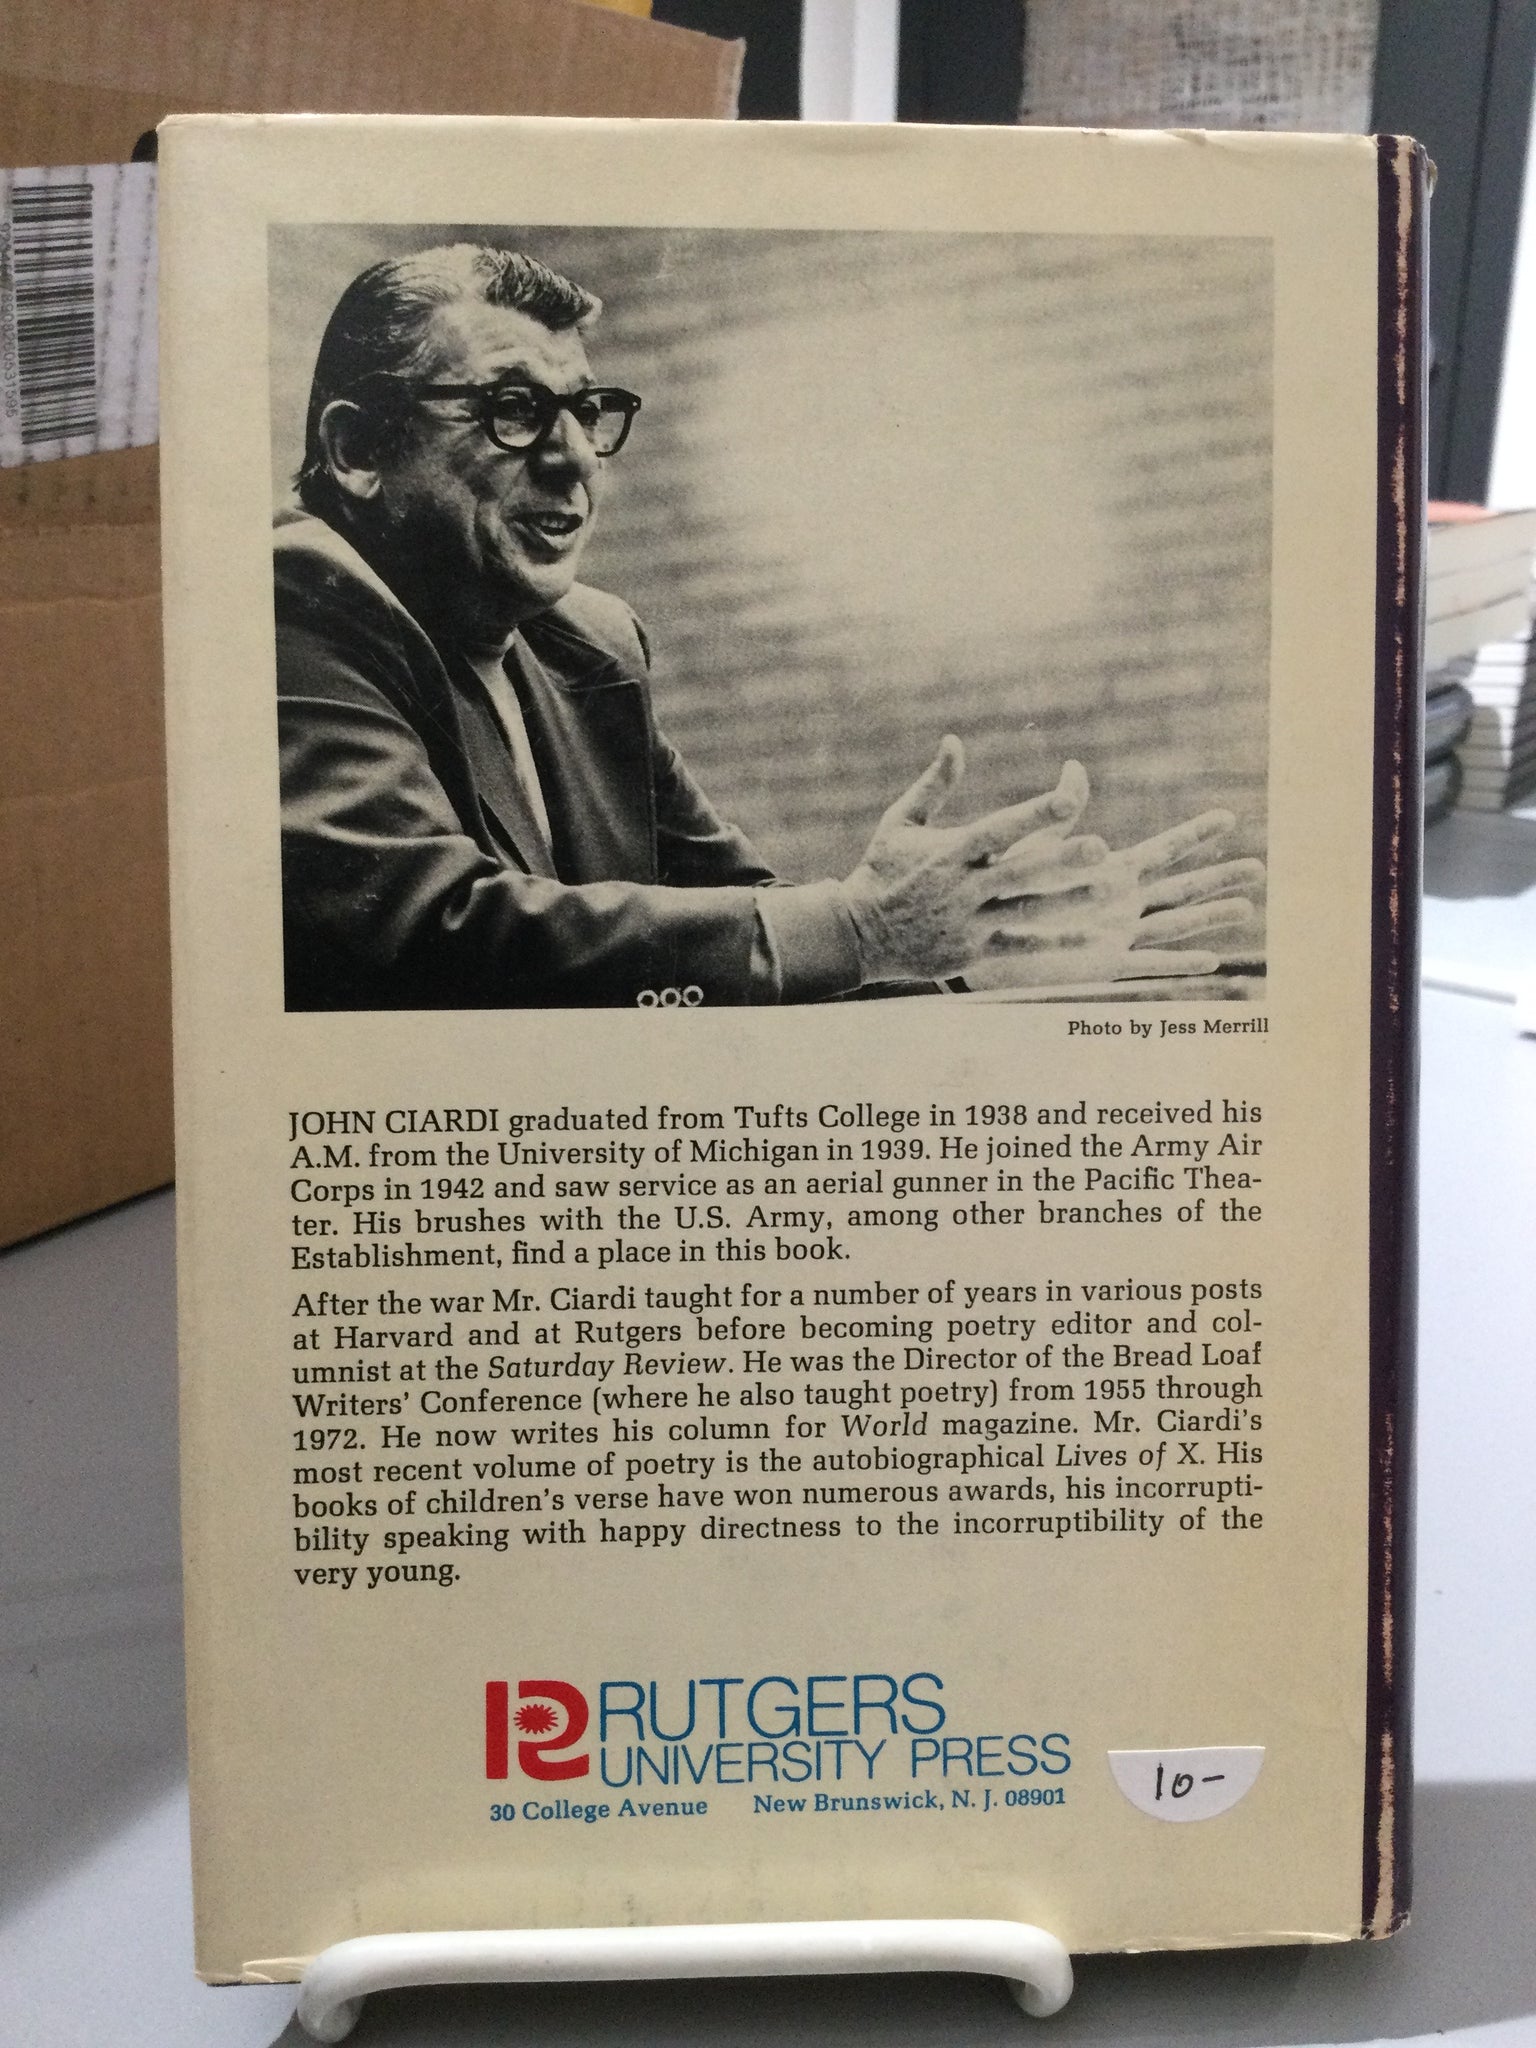 Photo by Jess Merrill
JOHN CIARDI graduated from Tufts College in 1938 and received his
A.M. from the University of Michigan in 1939. He joined the Army Air
Corps in 1942 and saw service as an aerial gunner in the Pacific Thea-
ter. His brushes with the U.S. Army, among other branches of the
Establishment, find a place in this book.
After the war Mr. Ciardi taught for a number of years in various posts
at Harvard and at Rutgers before becoming poetry editor and col-
umnist at the Saturday Review. He was the Director of the Bread Loaf
Writers' Conference (where he also taught poetry) from 1955 through
1972. He now writes his column for World magazine. Mr. Ciardi's
most recent volume of poetry is the autobiographical Lives of X. His
books of children's verse have won numerous awards, his incorrupti-
bility speaking with happy directness to the incorruptibility of the
very young.
RUTGERS
UNIVERSITY PRESS
30 College Avenue New Brunswick, N. J. 08901
10-